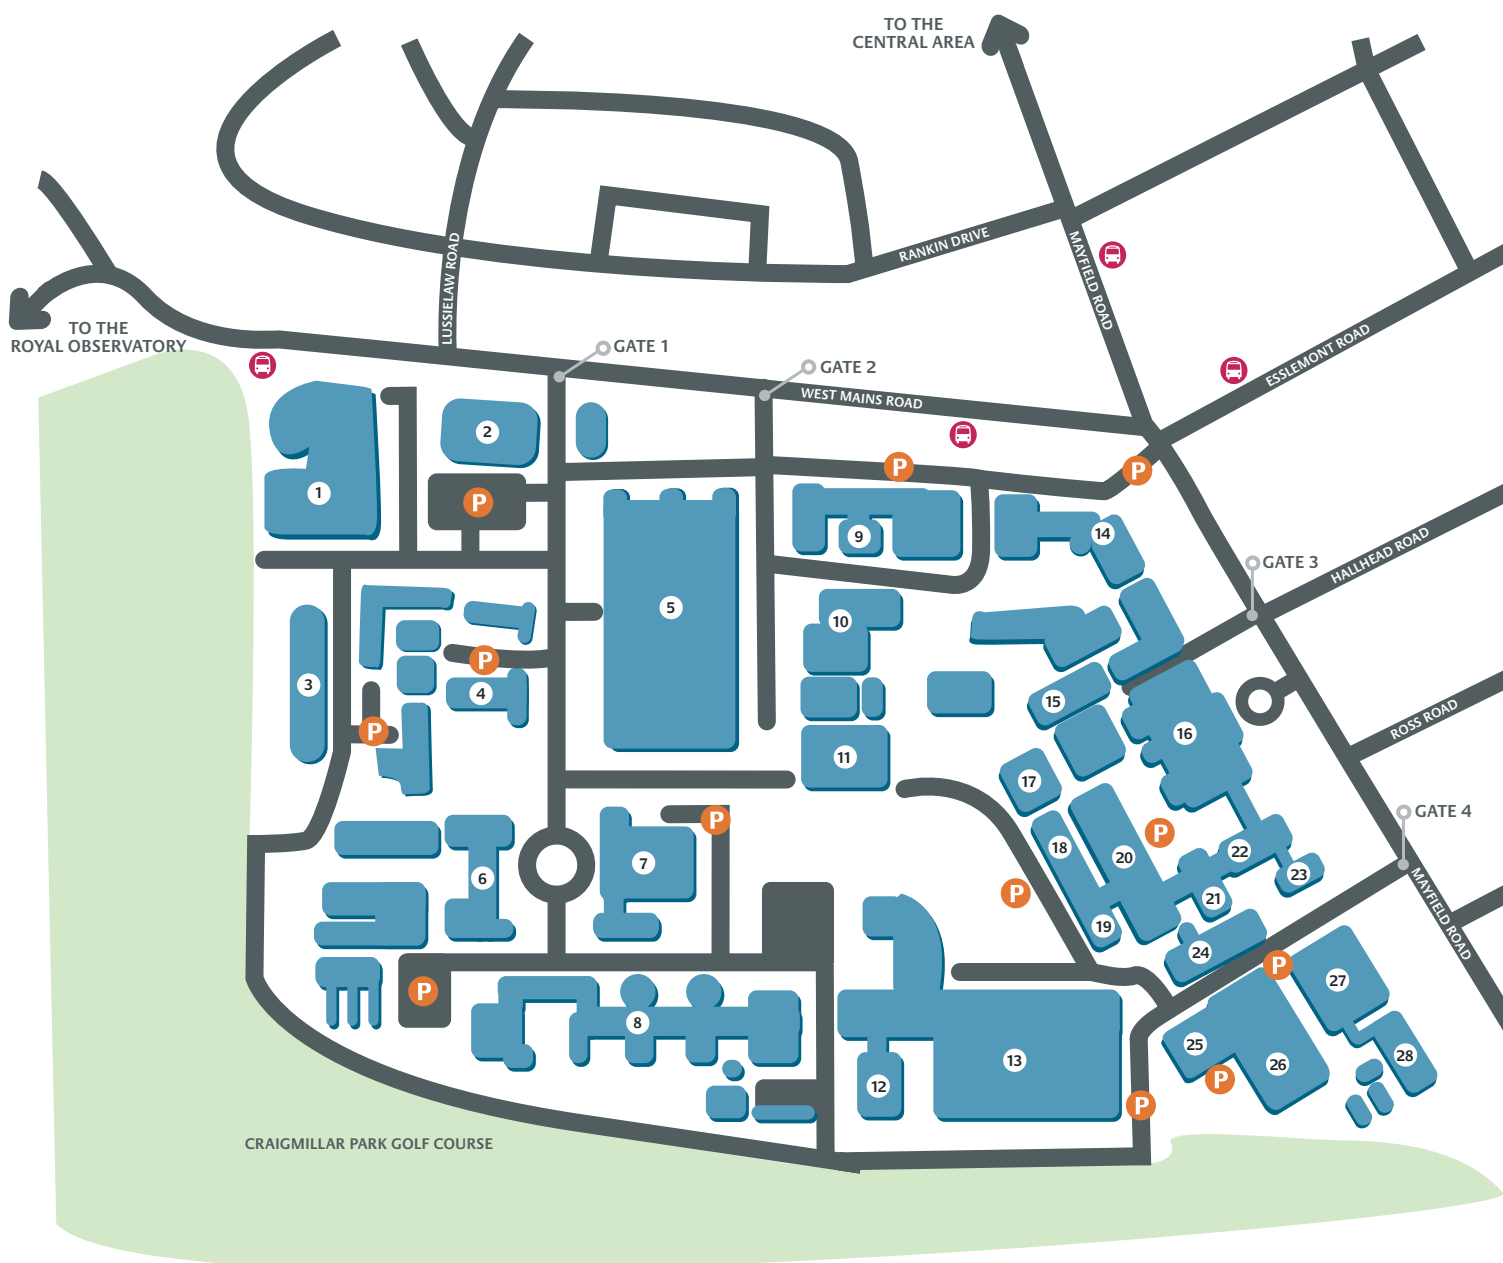 TO THE
CENTRAL AREA
RANKIN DRIVE
MAYFIELD ROAD
LUSSIELAW ROAD
TO THE
ROYAL OBSERVATORY
GATE 1
GATE 2
WEST MAINS ROAD
ESSLEMONT ROAD
2
P
P
P
1
9
14
GATE 3
HALLHEAD ROAD
5
10
P
3
4
15
ROSS ROAD
16
P
11
17
P
GATE 4
P
18
20
22
7
6
23
P
21
19
MAYFIELD ROAD
24
P
27
P
8
25
28
13
26
12
P
P
CRAIGMILLAR PARK GOLF COURSE